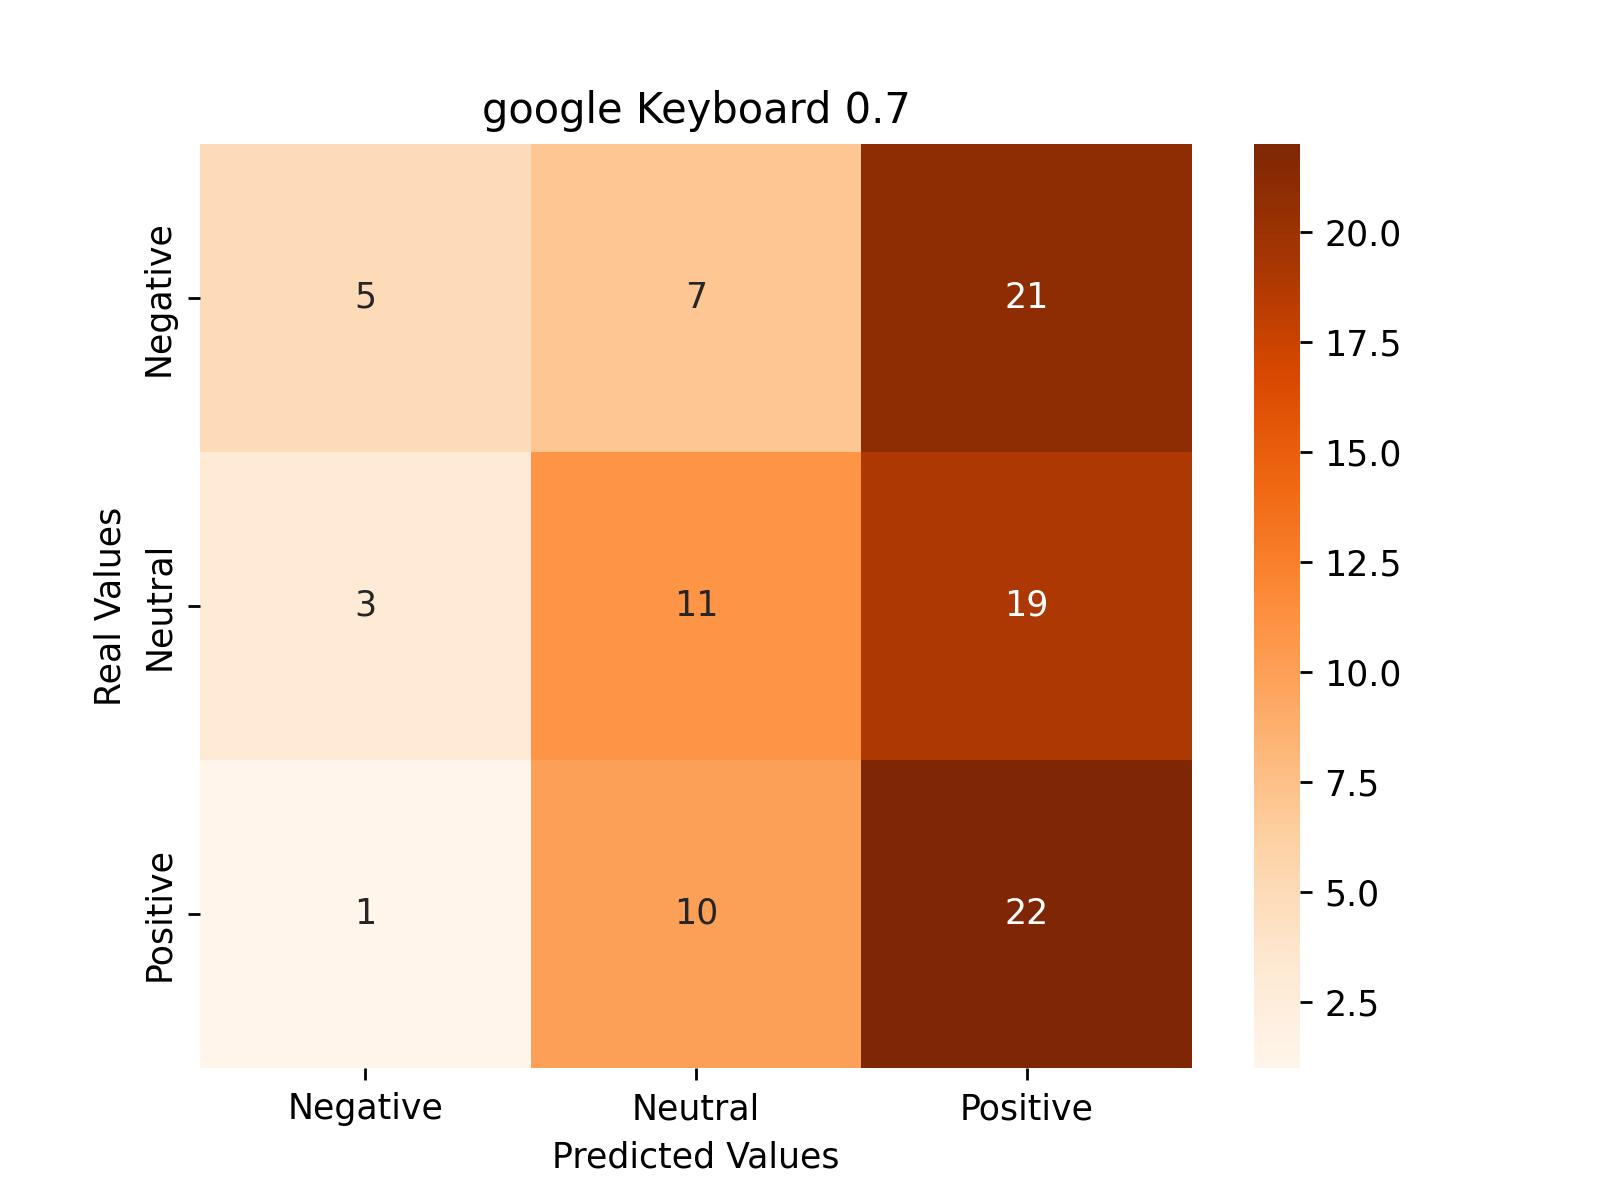 google Keyboard 0.7
Real Values
Negative
5 7 21
Neutral
3 11 19
Positive
1 10 22
Negative Neutral Positive
Predicted Values
20.0
17.5
15.0
12.5
10.0
7.5
5.0
2.5